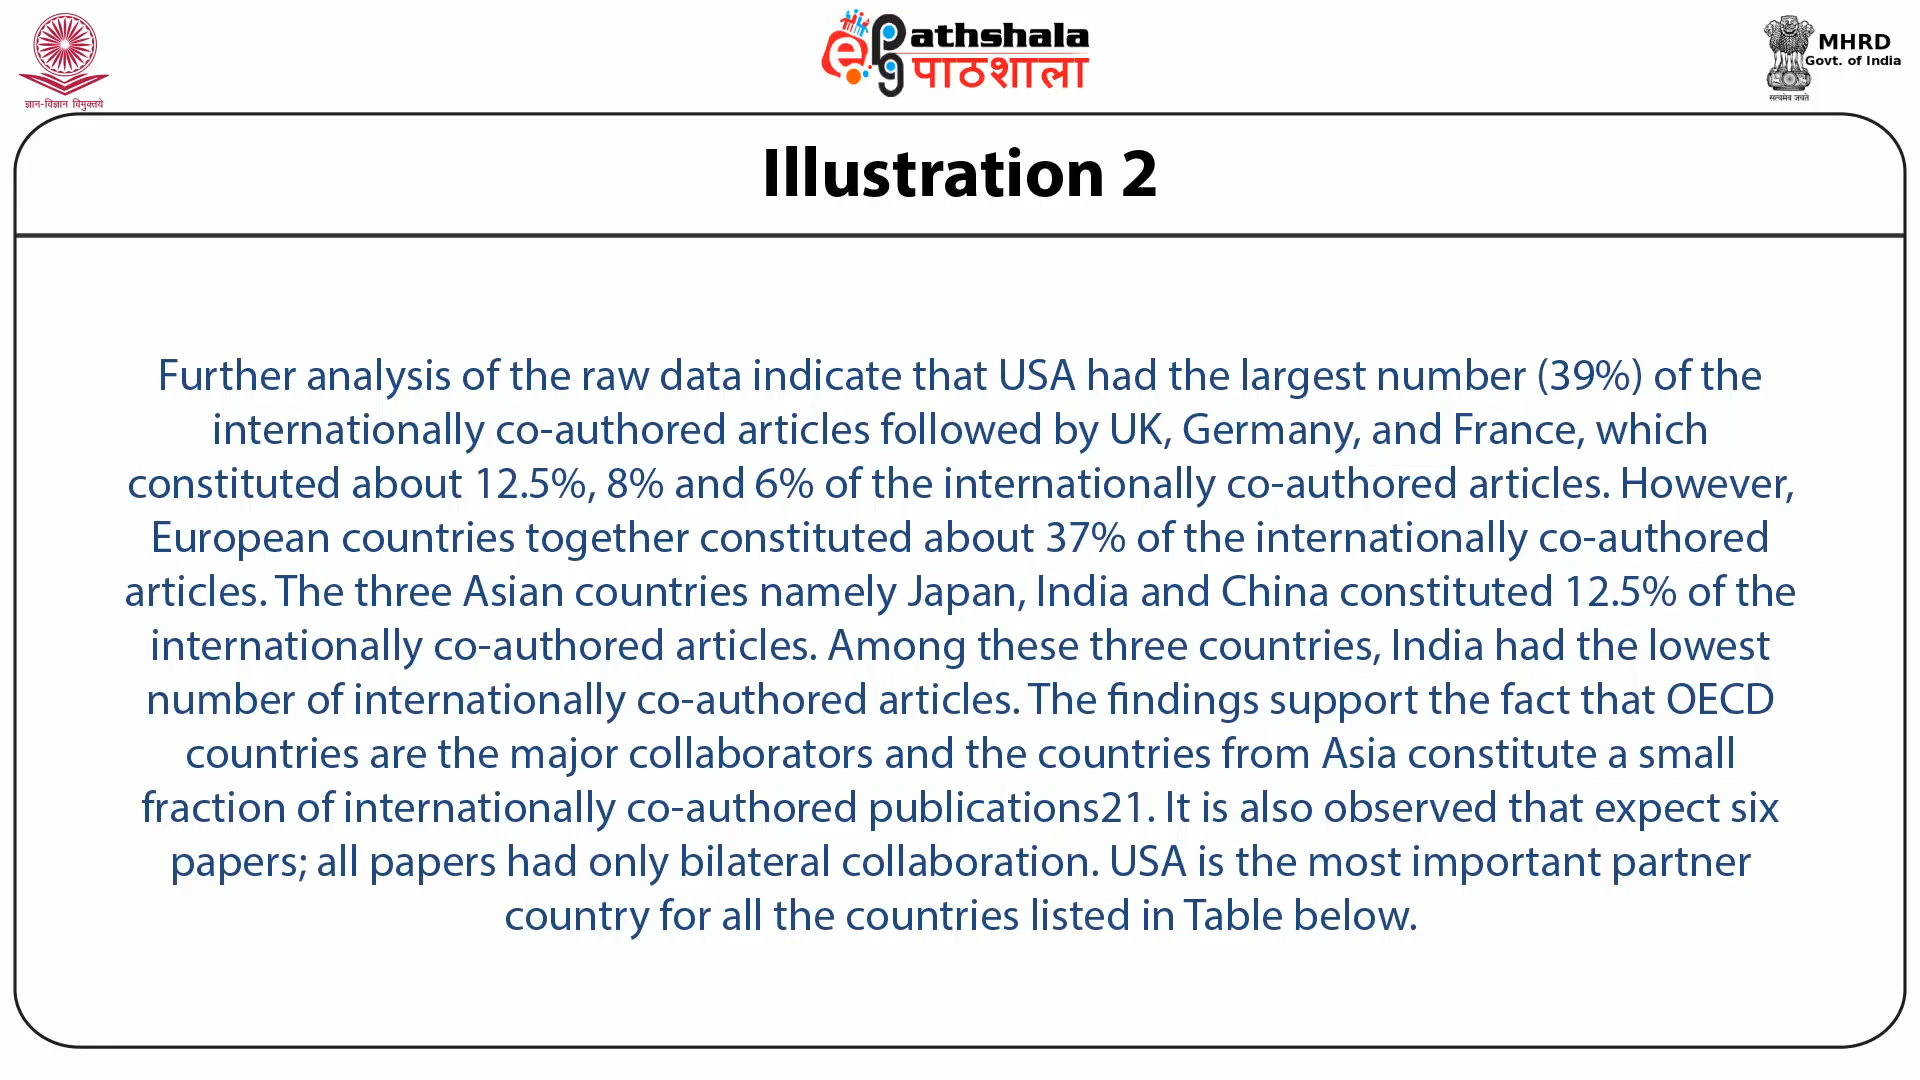 ज्ञान-विज्ञान विमुक्तये
ePathshala
पाठशाला
MHRD
Govt. of India
सत्यमेव जयते
Illustration 2
Further analysis of the raw data indicate that USA had the largest number (39%) of the
internationally co-authored articles followed by UK, Germany, and France, which
constituted about 12.5%, 8% and 6% of the internationally co-authored articles. However,
European countries together constituted about 37% of the internationally co-authored
articles. The three Asian countries namely Japan, India and China constituted 12.5% of the
internationally co-authored articles. Among these three countries, India had the lowest
number of internationally co-authored articles. The findings support the fact that OECD
countries are the major collaborators and the countries from Asia constitute a small
fraction of internationally co-authored publications21. It is also observed that expect six
papers; all papers had only bilateral collaboration. USA is the most important partner
country for all the countries listed in Table below.